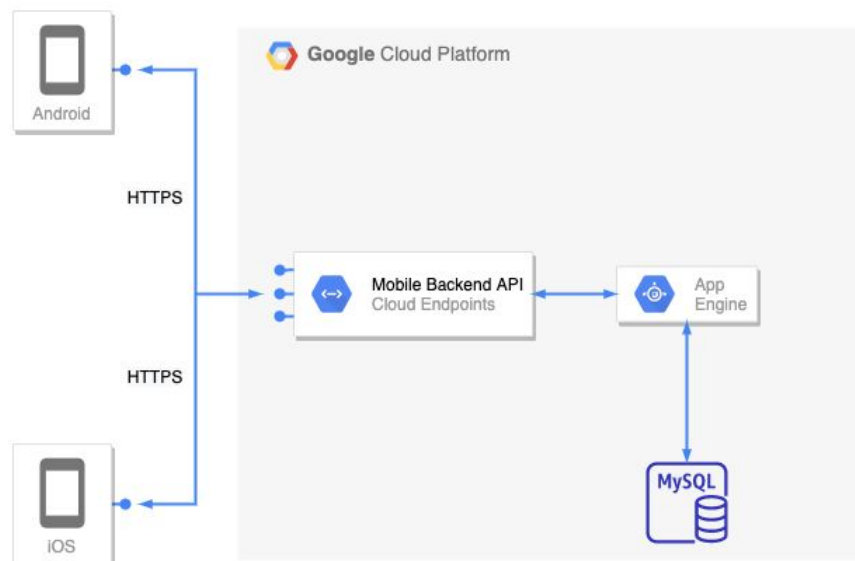 Google Cloud Platform
Android
HTTPS
Mobile Backend API
Cloud Endpoints
App
Engine
HTTPS
MySQL
iOS